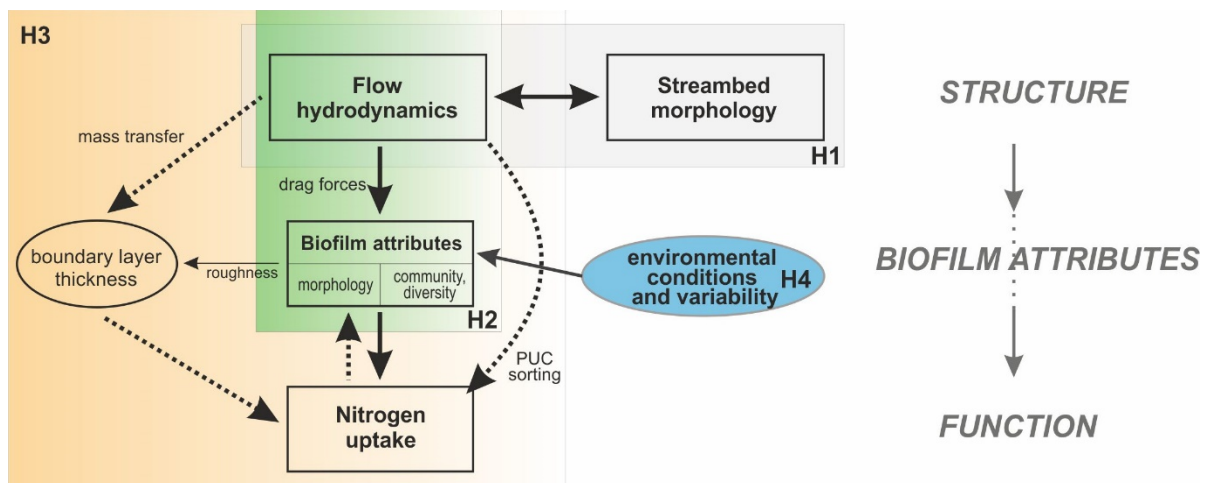 H3
Flow
hydrodynamics
Streambed
morphology
H1
mass transfer
drag forces
boundary layer
thickness
roughness
Biofilm attributes
morphology
community,
diversity
H2
environmental
conditions
and variability
H4
PUC
sorting
Nitrogen
uptake
STRUCTURE
BIOFILM ATTRIBUTES
FUNCTION